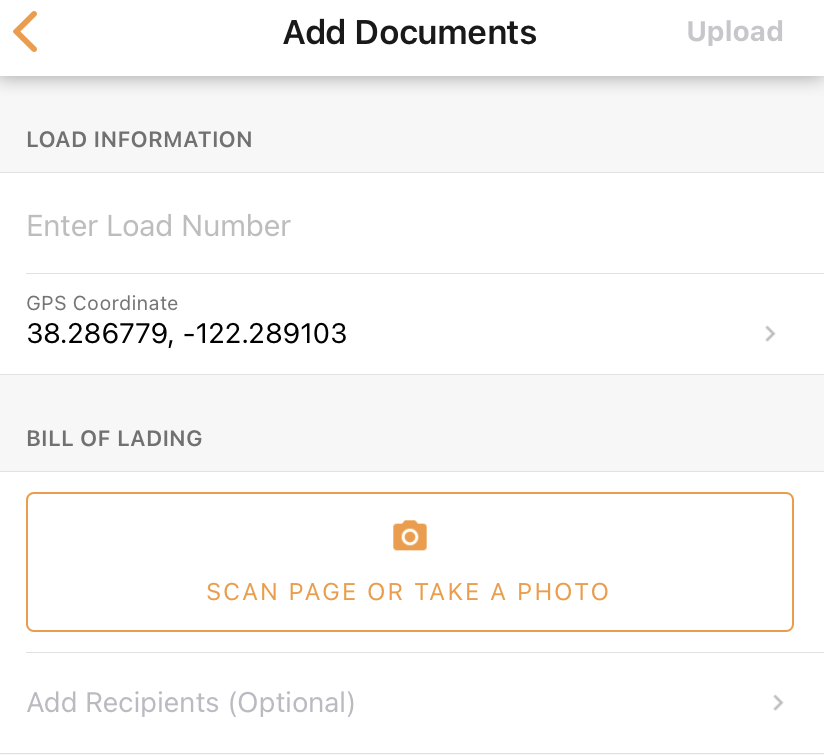 Add Documents
Upload
LOAD INFORMATION
Enter Load Number
GPS Coordinate
38.286779, -122.289103
BILL OF LADING
SCAN PAGE OR TAKE A PHOTO
Add Recipients (Optional)